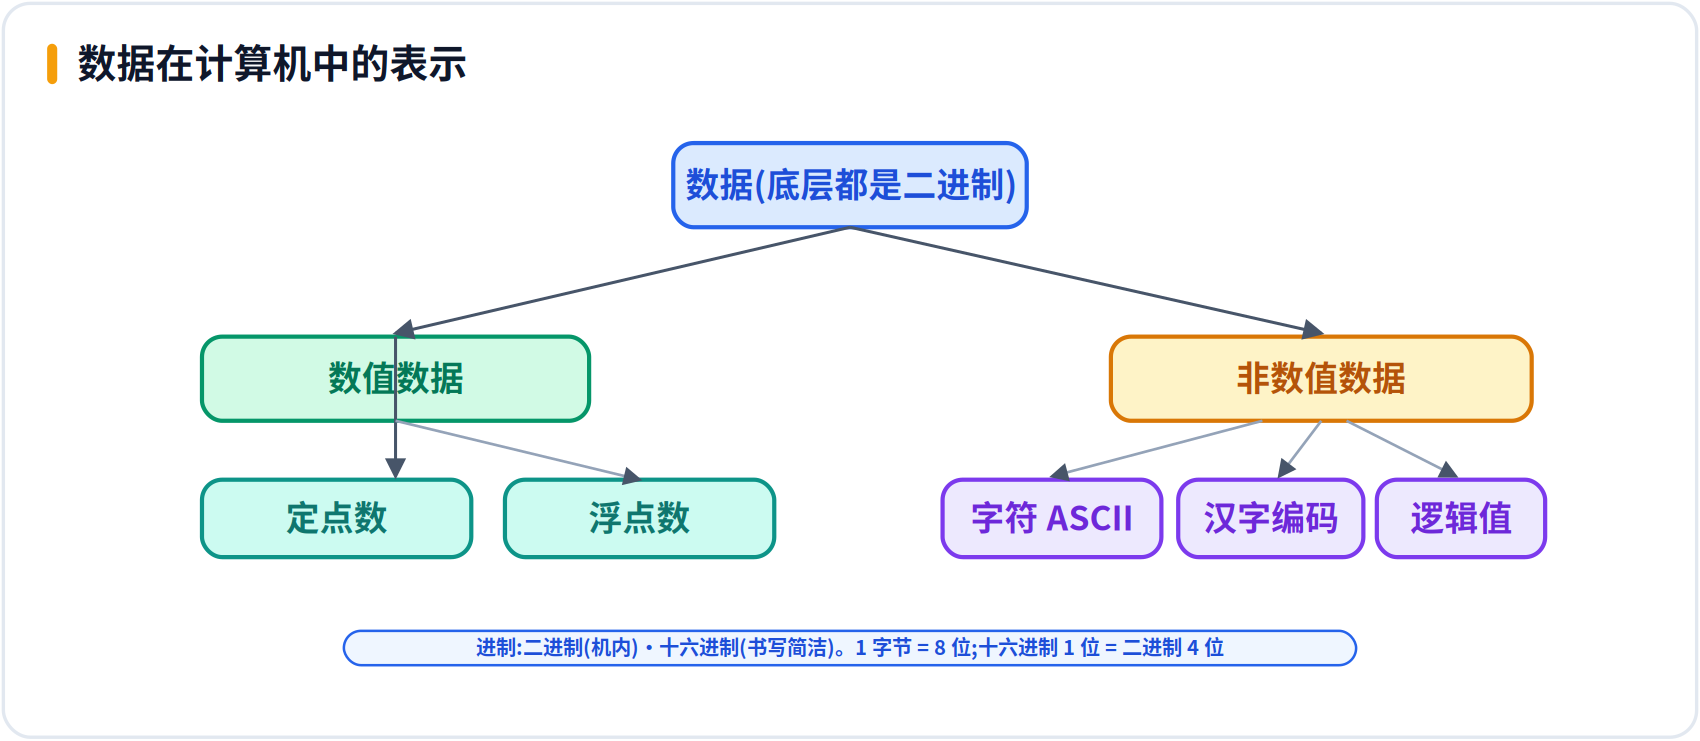 数据在计算机中的表示
数据(底层都是二进制)
数值数据
非数值数据
定点数
浮点数
字符 ASCII
汉字编码
逻辑值
进制:二进制(机内)·十六进制(书写简洁)。1 字节 = 8 位;十六进制 1 位 = 二进制 4 位